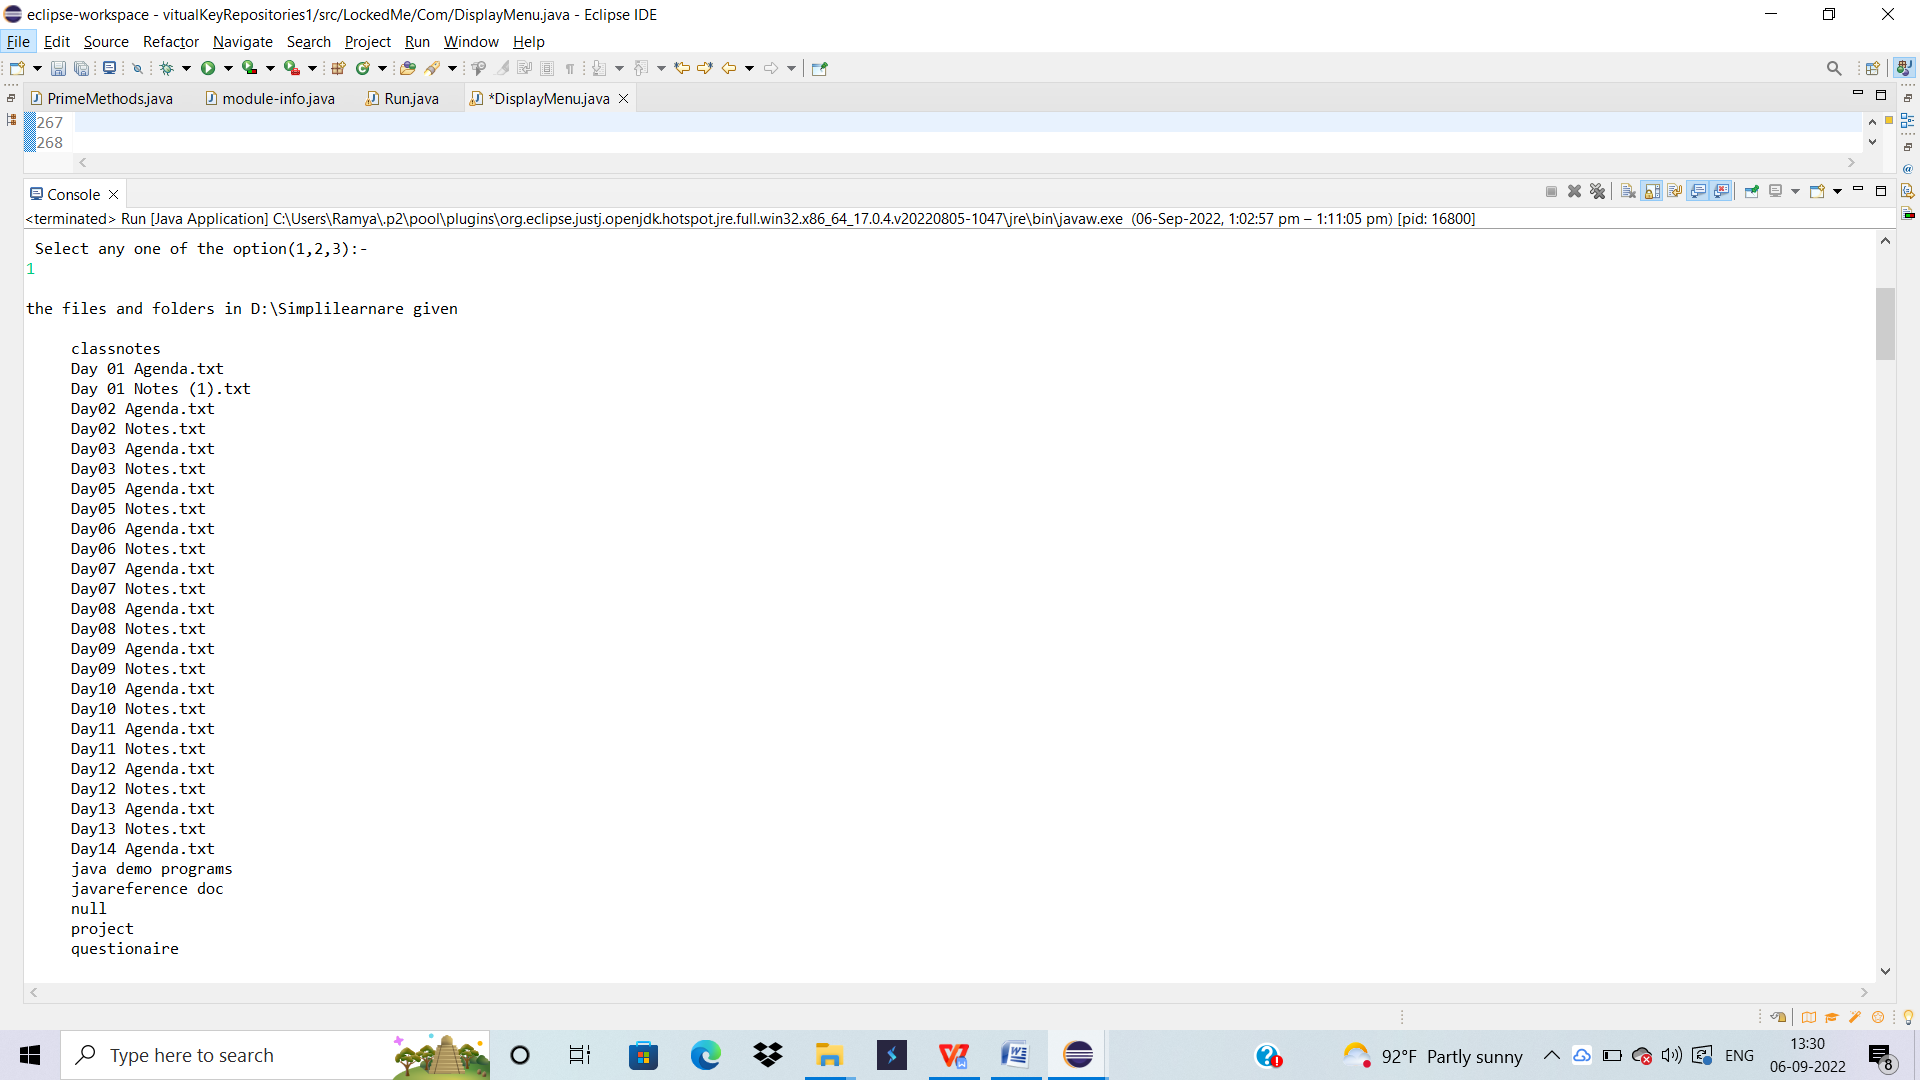 eclipse-workspace - vitualKeyRepositories1/src/LockedMe/Com/DisplayMenu.java - Eclipse IDE
File Edit Source Refactor Navigate Search Project Run Window Help
PrimeMethods.java module-info.java Run.java *DisplayMenu.java
267
268
Console
<terminated> Run [Java Application] C:\Users\Ramya\.p2\pool\plugins\org.eclipse.justj.openjdk.hotspot.jre.full.win32.x86_64_17.0.4.v20220805-1047\jre\bin\javaw.exe (06-Sep-2022, 1:02:57 pm – 1:11:05 pm) [pid: 16800]
Select any one of the option(1,2,3):-
1
the files and folders in D:\Simplilearnare given
classnotes
Day 01 Agenda.txt
Day 01 Notes (1).txt
Day02 Agenda.txt
Day02 Notes.txt
Day03 Agenda.txt
Day03 Notes.txt
Day05 Agenda.txt
Day05 Notes.txt
Day06 Agenda.txt
Day06 Notes.txt
Day07 Agenda.txt
Day07 Notes.txt
Day08 Agenda.txt
Day08 Notes.txt
Day09 Agenda.txt
Day09 Notes.txt
Day10 Agenda.txt
Day10 Notes.txt
Day11 Agenda.txt
Day11 Notes.txt
Day12 Agenda.txt
Day12 Notes.txt
Day13 Agenda.txt
Day13 Notes.txt
Day14 Agenda.txt
java demo programs
javareference doc
null
project
questionaire
Type here to search
92°F Partly sunny
ENG
13:30
06-09-2022
8